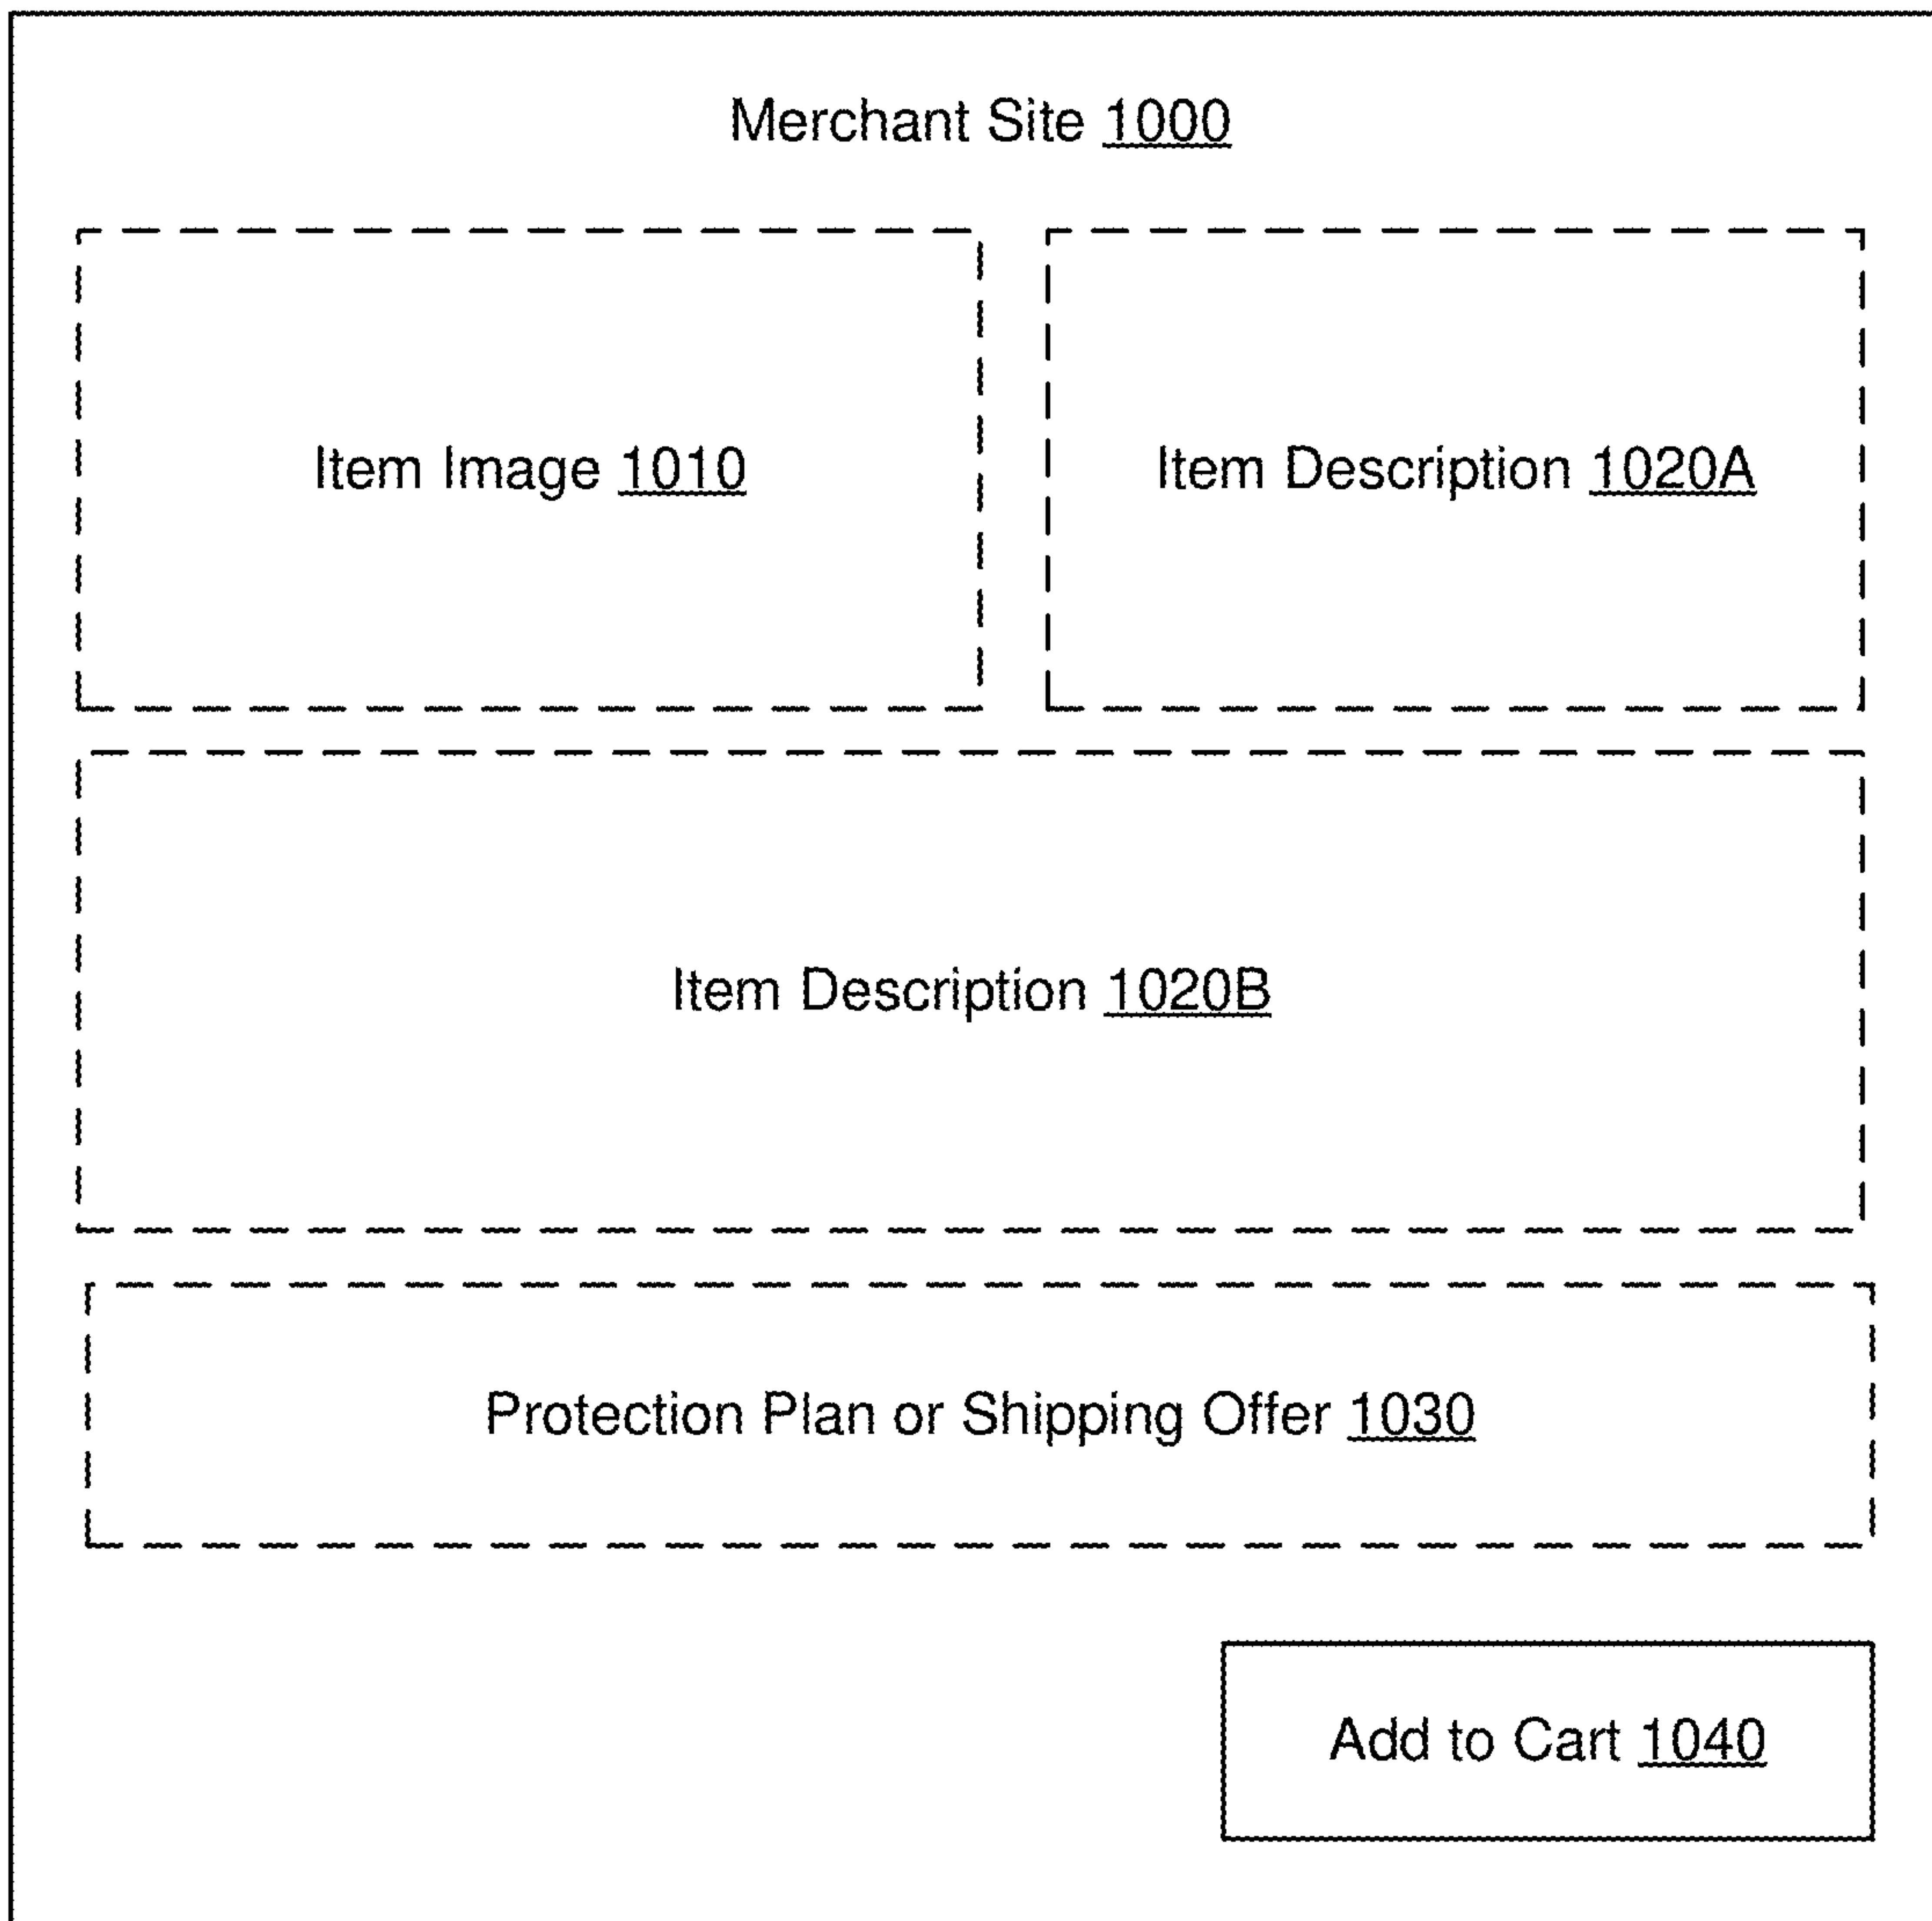 Merchant Site 1000
Item Image 1010
Item Description 1020A
Item Description 1020B
Protection Plan or Shipping Offer 1030
Add to Cart 1040